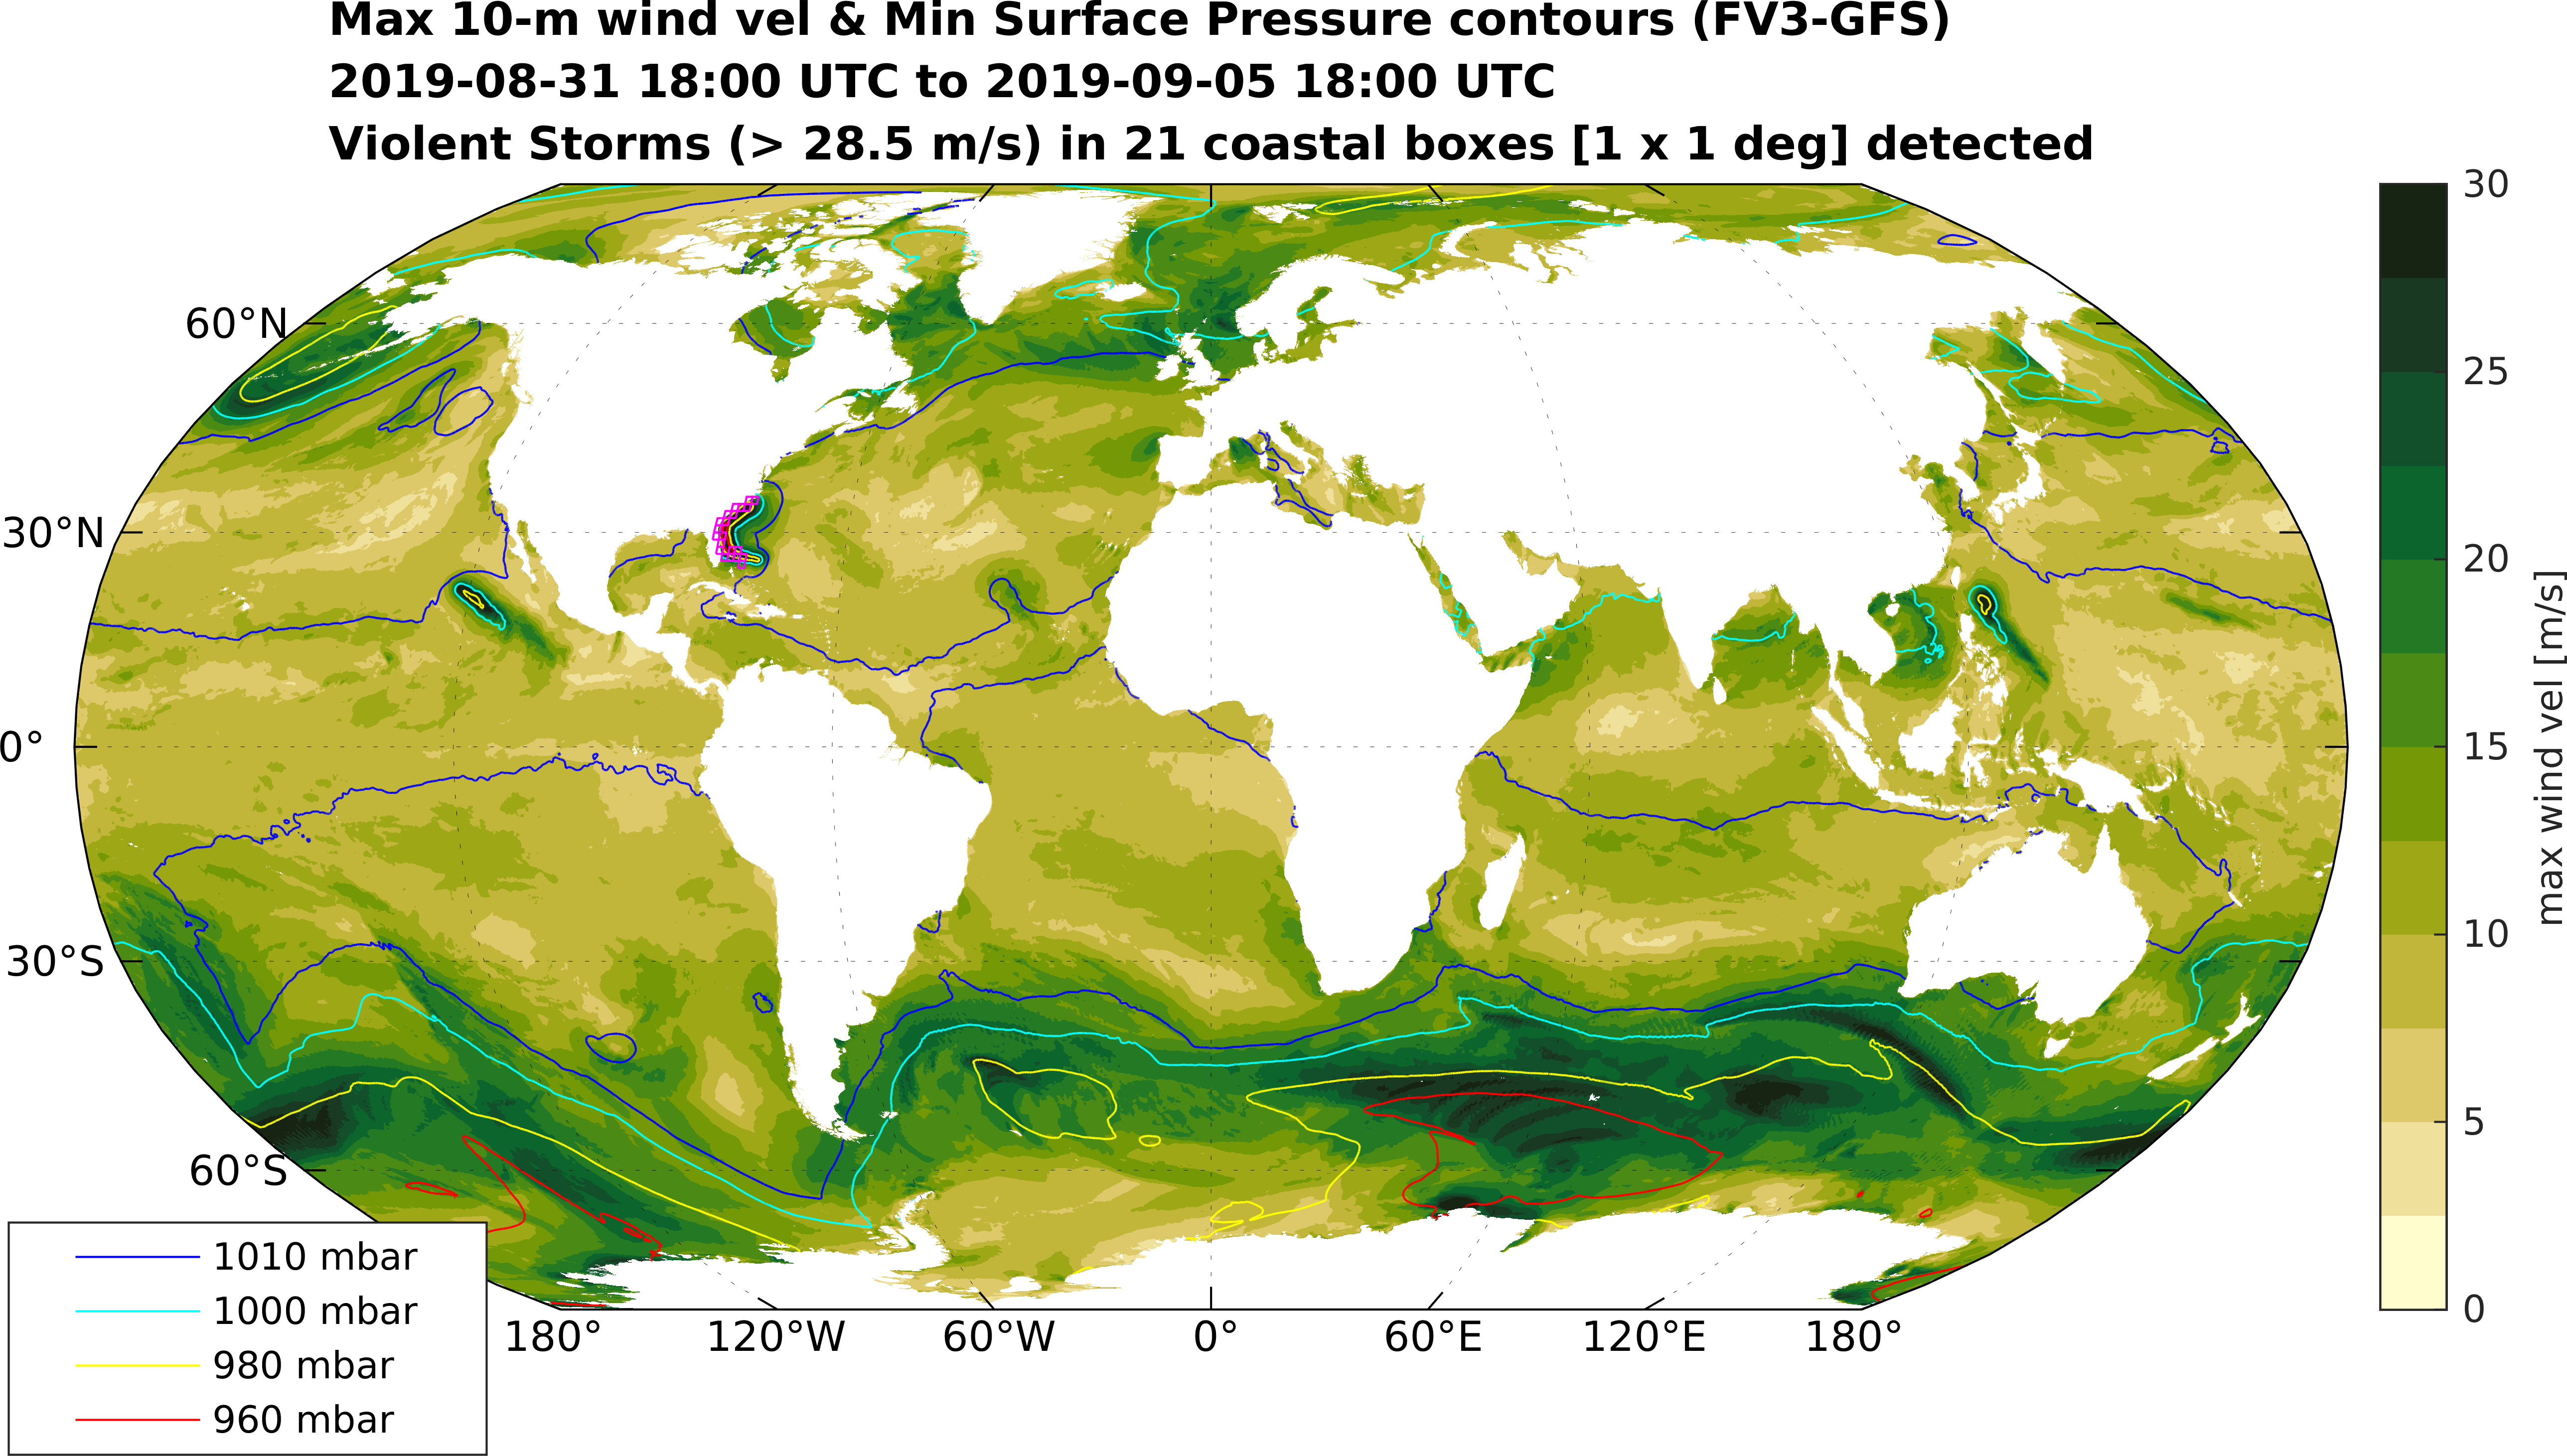 Max 10-m wind vel & Min Surface Pressure contours (FV3-GFS)
2019-08-31 18:00 UTC to 2019-09-05 18:00 UTC
Violent Storms (> 28.5 m/s) in 21 coastal boxes [1 x 1 deg] detected
60°N
30°N
0°
30°S
60°S
180°
120°W
60°W
0°
60°E
120°E
180°
1010 mbar
1000 mbar
980 mbar
960 mbar
30
25
20
15
10
5
0
max wind vel [m/s]